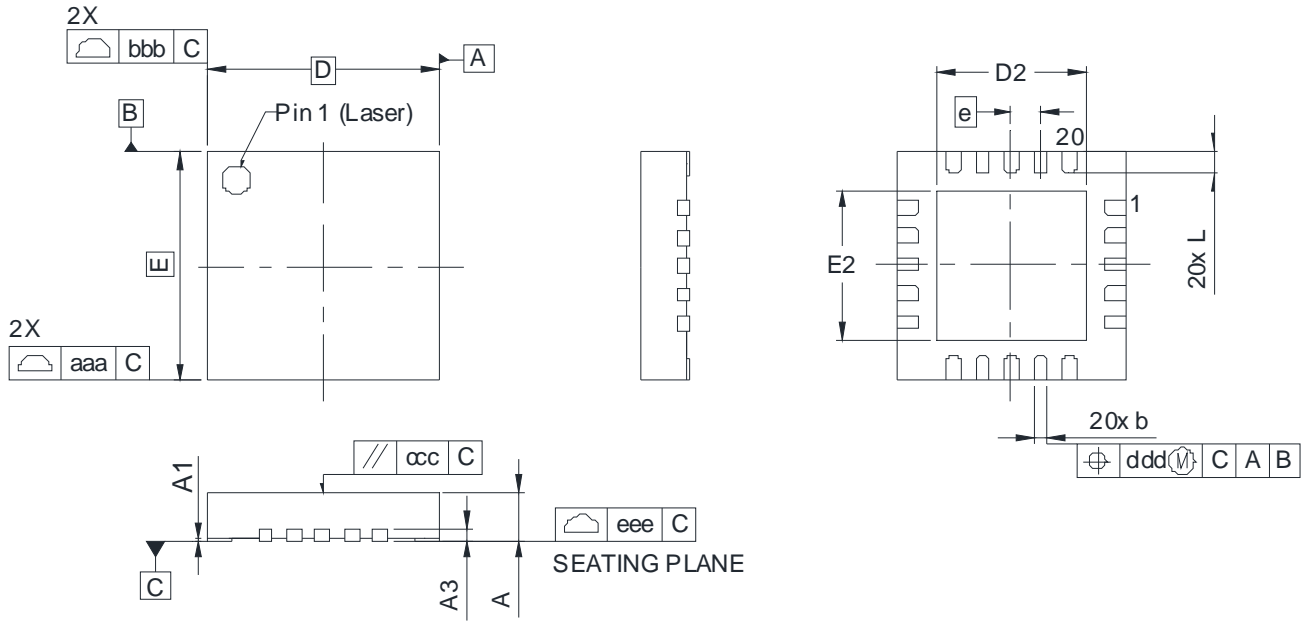 2X
bbb C
D
A
B
Pin 1 (Laser)
E
2X
aaa C
D2
e
20
1
E2
20x L
20x b
ddd M C A B
// ccc C
A1
C
A3
A
eee C
SEATING PLANE